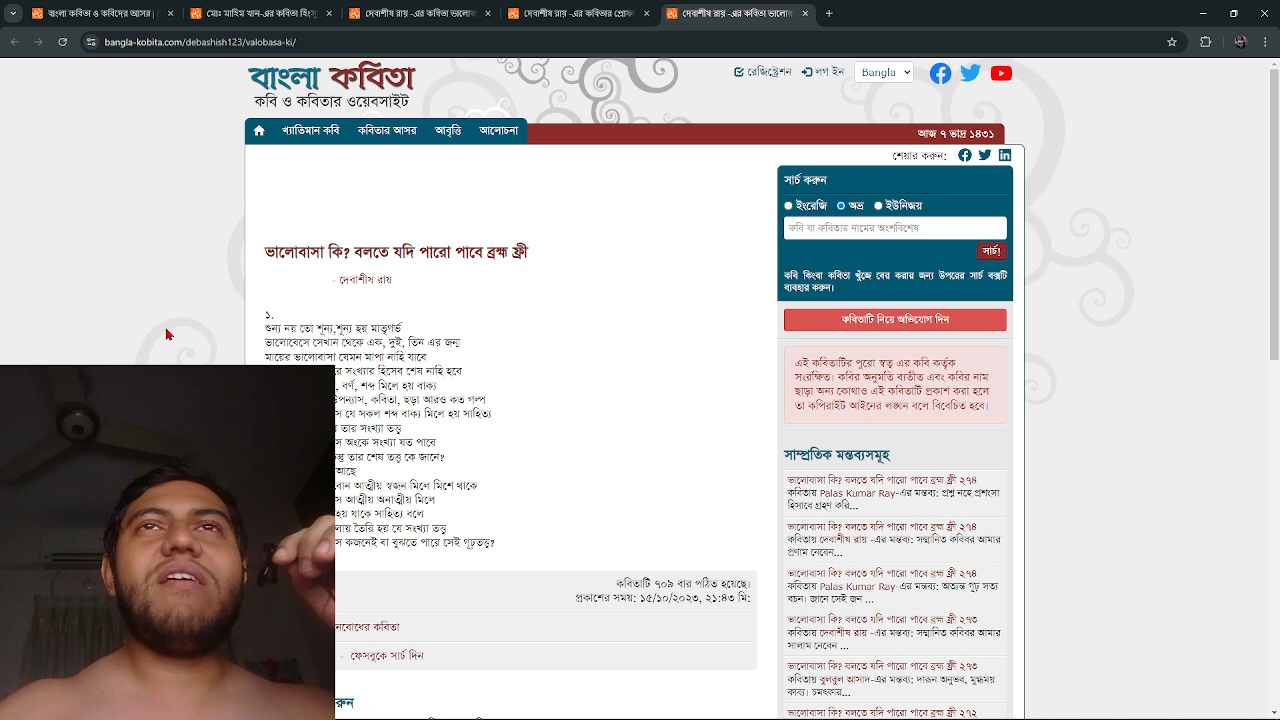 বাংলা কবিতা ও কবিদের আসর |
মোঃ মাহিম খান-এর কবিতা হিংসু
দেবাশীষ রায় -এর কবিতা ভালোব
দেবাশীষ রায় -এর কবিতার প্রোফ
দেবাশীষ রায় -এর কবিতা ভালোব
bangla-kobita.com/debashish123/valobasa-ki/
বাংলা কবিতা
কবি ও কবিতার ওয়েবসাইট
রেজিস্ট্রেশন লগ ইন Bangla
খ্যাতিমান কবি কবিতার আসর আবৃত্তি আলোচনা
আজ ৭ ভাদ্র ১৪৩১
শেয়ার করুন:
ভালোবাসা কি? বলতে যদি পারো পাবে ব্রহ্ম ফ্রী
- দেবাশীষ রায়
১.
শুন্য নয় তো শূন্য,শূন্য হয় মাতৃগর্ভ
ভালোবেসে সেখান থেকে এক, দুই, তিন এর জন্ম
মায়ের ভালোবাসা যেমন মাপা নাহি যাবে
র সংখ্যার হিসেব শেষ নাহি হবে
, বর্ণ, শব্দ মিলে হয় বাক্য
পন্যাস, কবিতা, ছড়া আরও কত গল্প
স যে সকল শব্দ বাক্য মিলে হয় সাহিত্য
তার সংখ্যা তত্ত্ব
স অংকে সংখ্যা যত পাবে
ন্তু তার শেষ তত্ত্ব কে জানে?
আছে
বান আত্মীয় স্বজন মিলে মিশে থাকে
স আত্মীয় অনাত্মীয় মিলে
হয় যাকে সাহিত্য বলে
লায় তৈরি হয় যে সংখ্যা তত্ত্ব
স কজনেই বা বুঝতে পারে সেই গূঢ়তত্ত্ব?
কবিতাটি ৭০৯ বার পঠিত হয়েছে।
প্রকাশের সময়: ১৫/১০/২০২৩, ২১:৪৩ মি:
নবোধের কবিতা
- ফেসবুকে সার্চ দিন
রুন
সার্চ করুন
ইংরেজি অভ্র ইউনিজয়
কবি বা কবিতার নামের অংশবিশেষ
সার্চ!
কবি কিংবা কবিতা খুঁজে বের করার জন্য উপরের সার্চ বক্সটি
ব্যবহার করুন।
কবিতাটি নিয়ে অভিযোগ দিন
এই কবিতাটির পুরো স্বত্ব এর কবি কর্তৃক
সংরক্ষিত। কবির অনুমতি ব্যতীত এবং কবির নাম
ছাড়া অন্য কোথাও এই কবিতাটি প্রকাশ করা হলে
তা কপিরাইট আইনের লঙ্ঘন বলে বিবেচিত হবে।
সাম্প্রতিক মন্তব্যসমূহ
ভালোবাসা কি? বলতে যদি পারো পাবে ব্রহ্ম ফ্রী ২৭৪
কবিতায় Palas Kumar Ray-এর মন্তব্য: প্রশ্ন নহে প্রশংসা
হিসাবে গ্রহণ করি...
ভালোবাসা কি? বলতে যদি পারো পাবে ব্রহ্ম ফ্রী ২৭৪
কবিতায় দেবাশীষ রায় -এর মন্তব্য: সম্মানিত কবিবর আমার
প্রণাম নেবেন...
ভালোবাসা কি? বলতে যদি পারো পাবে ব্রহ্ম ফ্রী ২৭৪
কবিতায় Palas Kumar Ray-এর মন্তব্য: অত্যন্ত গূঢ় সত্য
বচন। জানে সেই জন ...
ভালোবাসা কি? বলতে যদি পারো পাবে ব্রহ্ম ফ্রী ২৭৩
কবিতায় দেবাশীষ রায় -এর মন্তব্য: সম্মানিত কবিবর আমার
সালাম নেবেন ...
ভালোবাসা কি? বলতে যদি পারো পাবে ব্রহ্ম ফ্রী ২৭৩
কবিতায় বুলবুল আসাদ-এর মন্তব্য: দারূন অনুভব, মুগ্ধময়
কাব্য। চমৎকার...
ভালোবাসা কি? বলতে যদি পারো পাবে ব্রহ্ম ফ্রী ২৭২